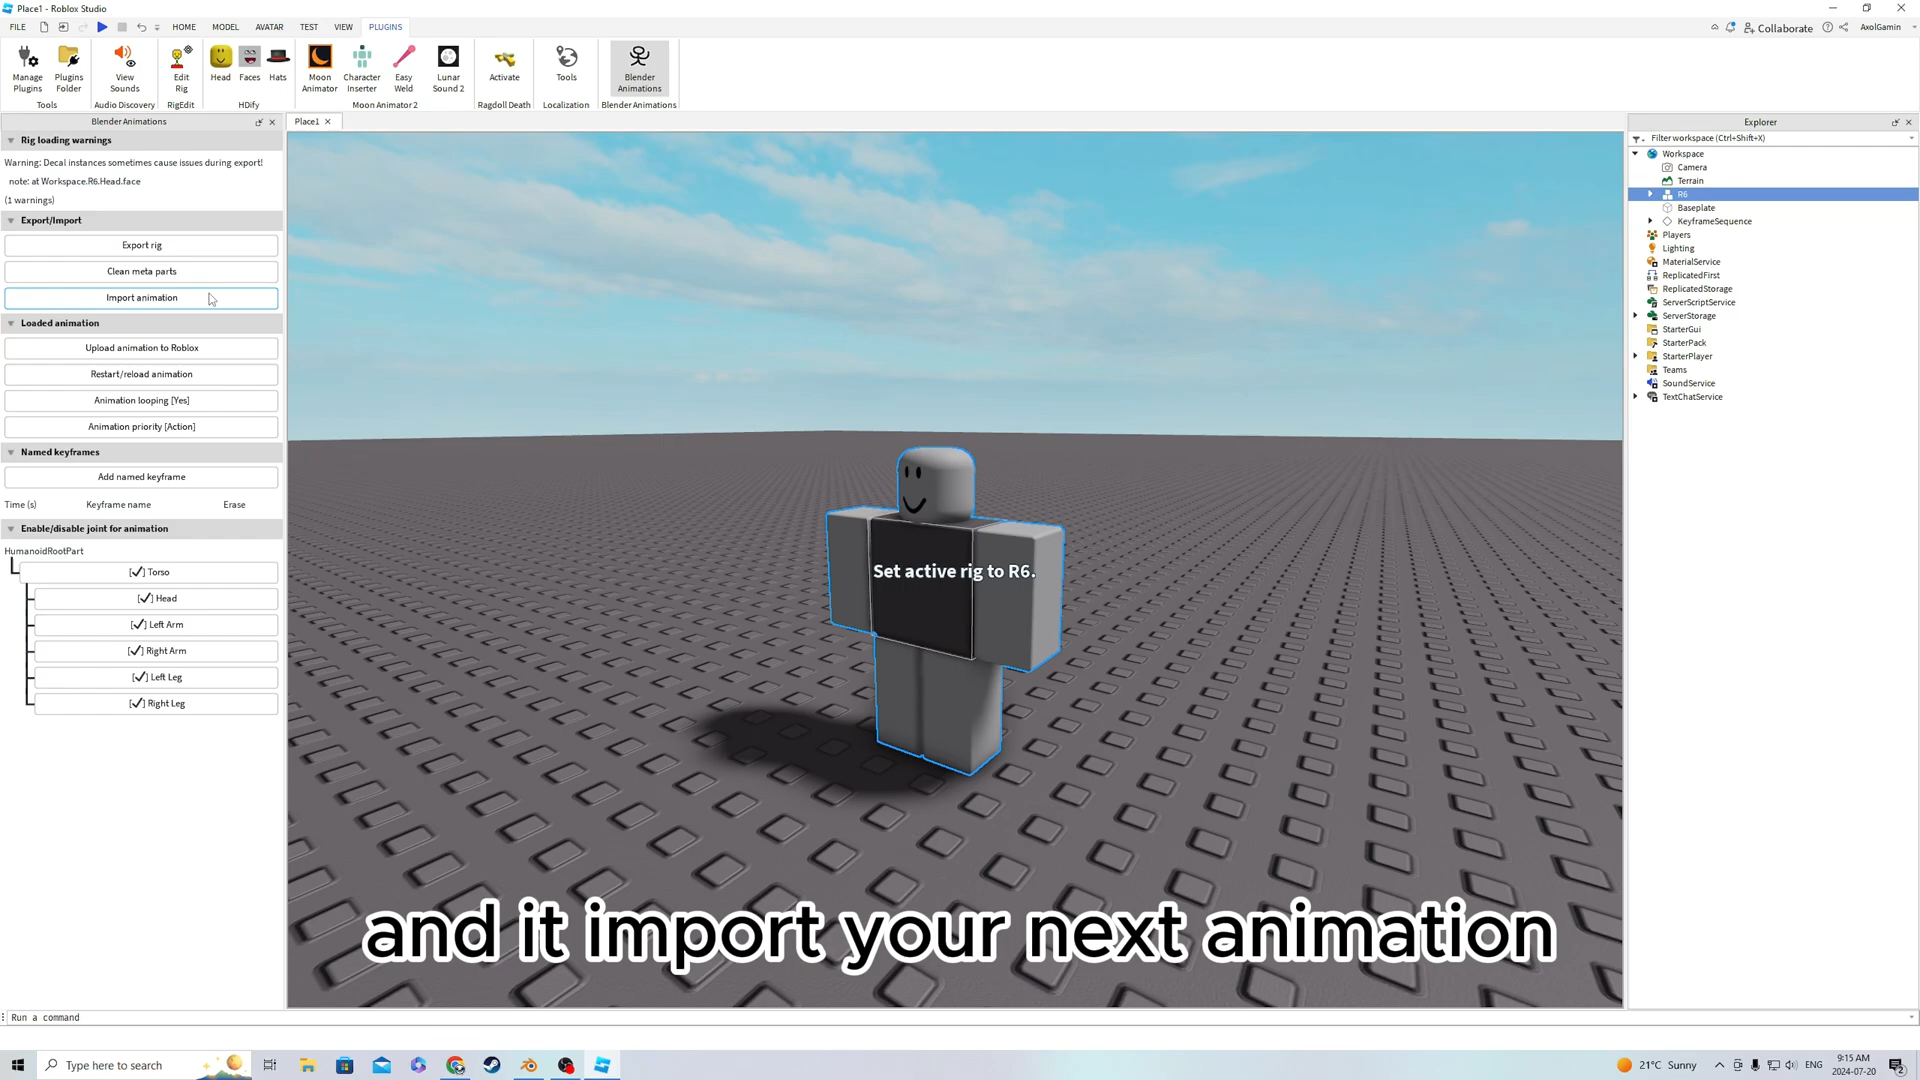 Place1 - Roblox Studio
FILE
HOME
MODEL
AVATAR
TEST
VIEW
PLUGINS
Collaborate
AxolGamin
Manage Plugins
Plugins Folder
Tools
View Sounds
Audio Discovery
Edit Rig
RigEdit
Head
Faces
Hats
HDify
Moon Animator
Character Inserter
Easy Weld
Lunar Sound 2
Moon Animator 2
Activate
Ragdoll Death
Tools
Localization
Blender Animations
Blender Animations
Blender Animations
Rig loading warnings
Warning: Decal instances sometimes cause issues during export!
note: at Workspace.R6.Head.face
(1 warnings)
Export/Import
Export rig
Clean meta parts
Import animation
Loaded animation
Upload animation to Roblox
Restart/reload animation
Animation looping [Yes]
Animation priority [Action]
Named keyframes
Add named keyframe
Time (s) Keyframe name Erase
Enable/disable joint for animation
HumanoidRootPart
[✓] Torso
[✓] Head
[✓] Left Arm
[✓] Right Arm
[✓] Left Leg
[✓] Right Leg
Place1
Set active rig to R6.
and it import your next animation
Explorer
Filter workspace (Ctrl+Shift+X)
Workspace
Camera
Terrain
R6
Baseplate
KeyframeSequence
Players
Lighting
MaterialService
ReplicatedFirst
ReplicatedStorage
ServerScriptService
ServerStorage
StarterGui
StarterPack
StarterPlayer
Teams
SoundService
TextChatService
Run a command
Type here to search
21°C Sunny
9:15 AM
2024-07-20
2